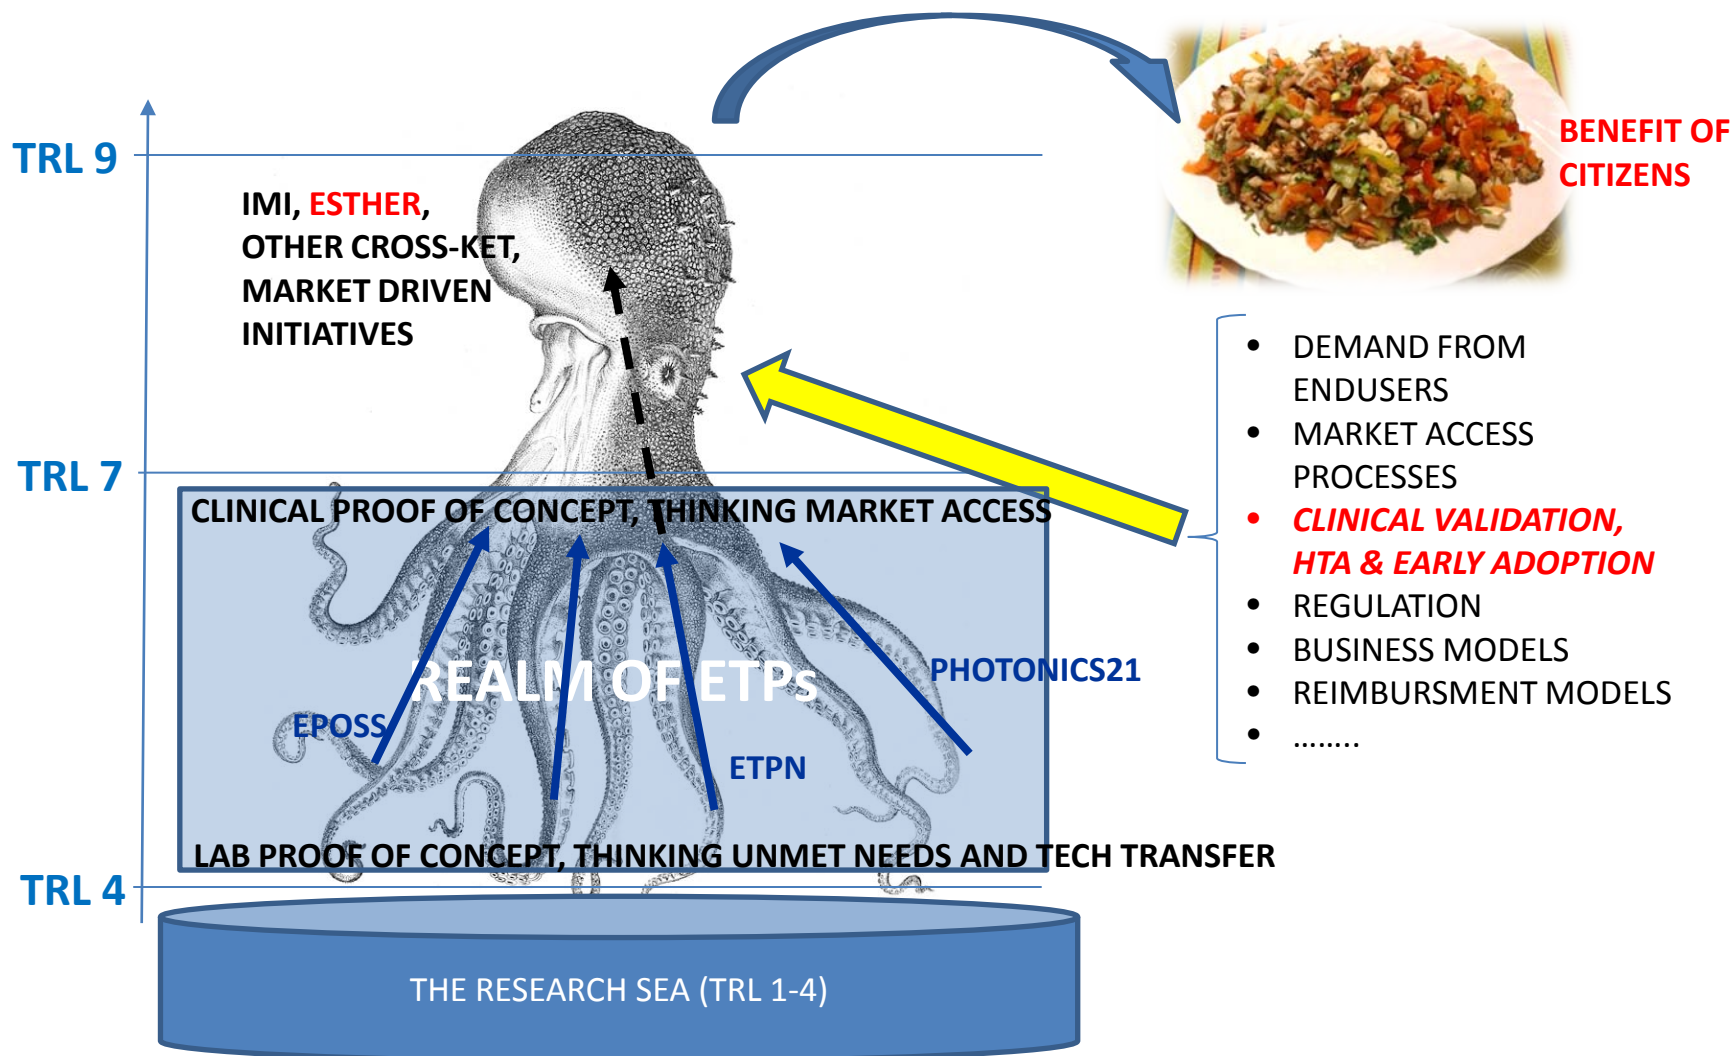 TRL 9
IMI, ESTHER,
OTHER CROSS-KET,
MARKET DRIVEN
INITIATIVES
BENEFIT OF
CITIZENS
• DEMAND FROM
ENDUSERS
• MARKET ACCESS
PROCESSES
• CLINICAL VALIDATION,
HTA & EARLY ADOPTION
• REGULATION
• BUSINESS MODELS
• REIMBURSMENT MODELS
• ........
TRL 7
CLINICAL PROOF OF CONCEPT, THINKING MARKET ACCESS
REALM OF ETPs
PHOTONICS21
EPOSS
ETPN
LAB PROOF OF CONCEPT, THINKING UNMET NEEDS AND TECH TRANSFER
TRL 4
THE RESEARCH SEA (TRL 1-4)